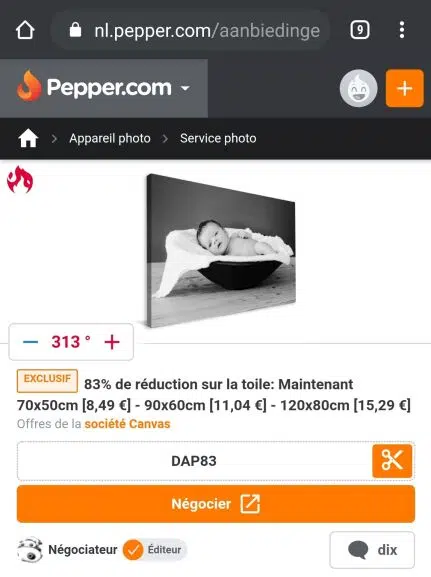 nl.pepper.com/aanbiedinge
9
Pepper.com
Appareil photo > Service photo
313 °
EXCLUSIF 83% de réduction sur la toile: Maintenant
70x50cm [8,49 €] - 90x60cm [11,04 €] - 120x80cm [15,29 €]
Offres de la société Canvas
DAP83
Négocier
Négociateur Éditeur
dix